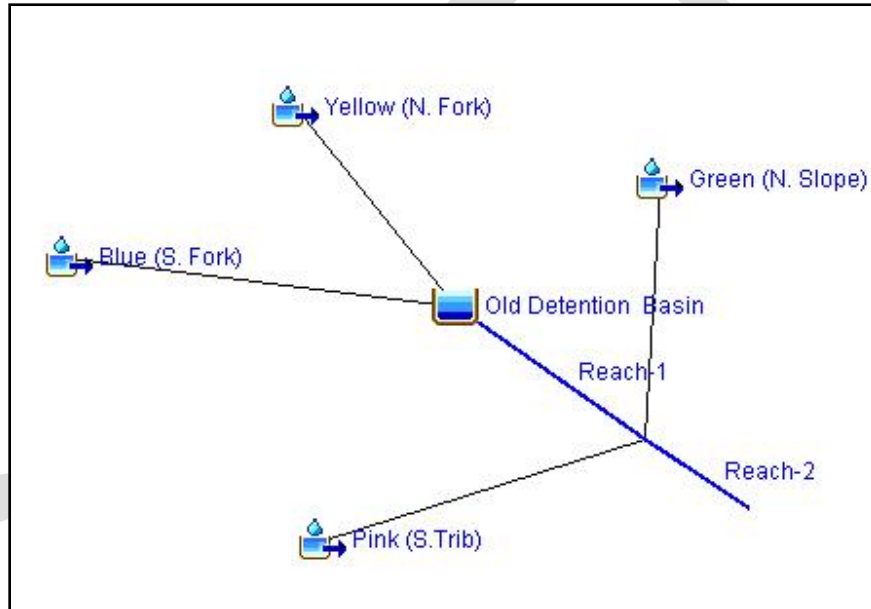 Yellow (N. Fork)
Green (N. Slope)
Blue (S. Fork)
Old Detention Basin
Reach-1
Reach-2
Pink (S.Trib)